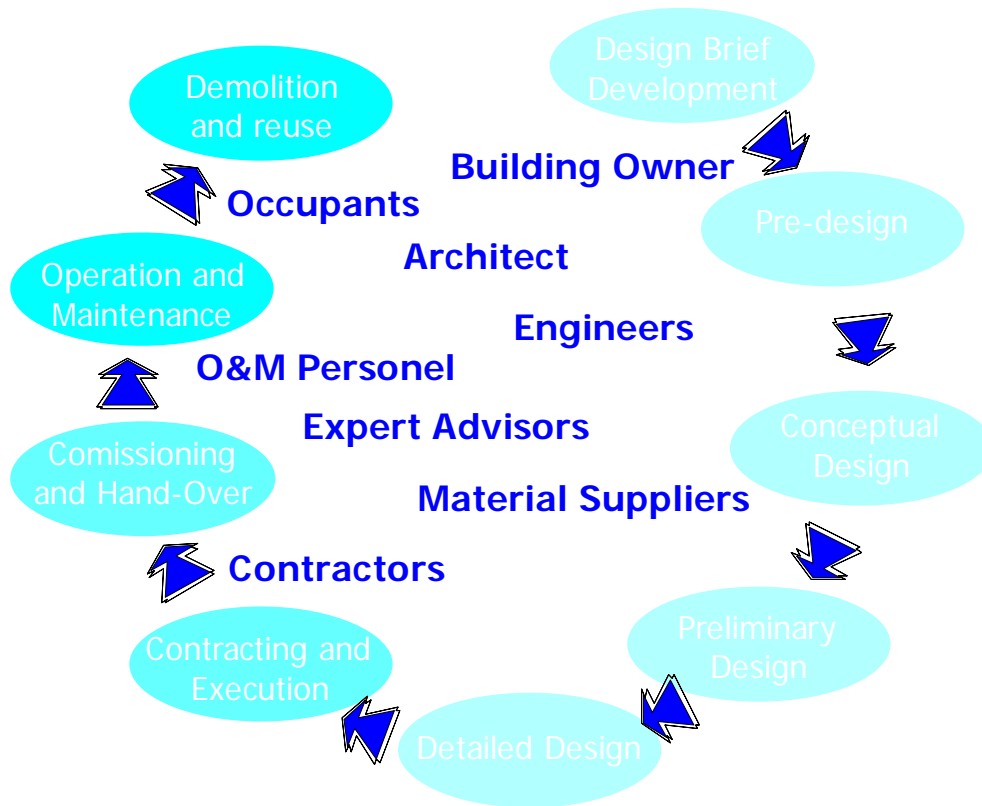 Design Brief
Development
Demolition
and reuse
Building Owner
Occupants
Pre-design
Architect
Operation and
Maintenance
Engineers
O&M Personel
Expert Advisors
Conceptual
Design
Comissioning
and Hand-Over
Material Suppliers
Contractors
Preliminary
Design
Contracting and
Execution
Detailed Design